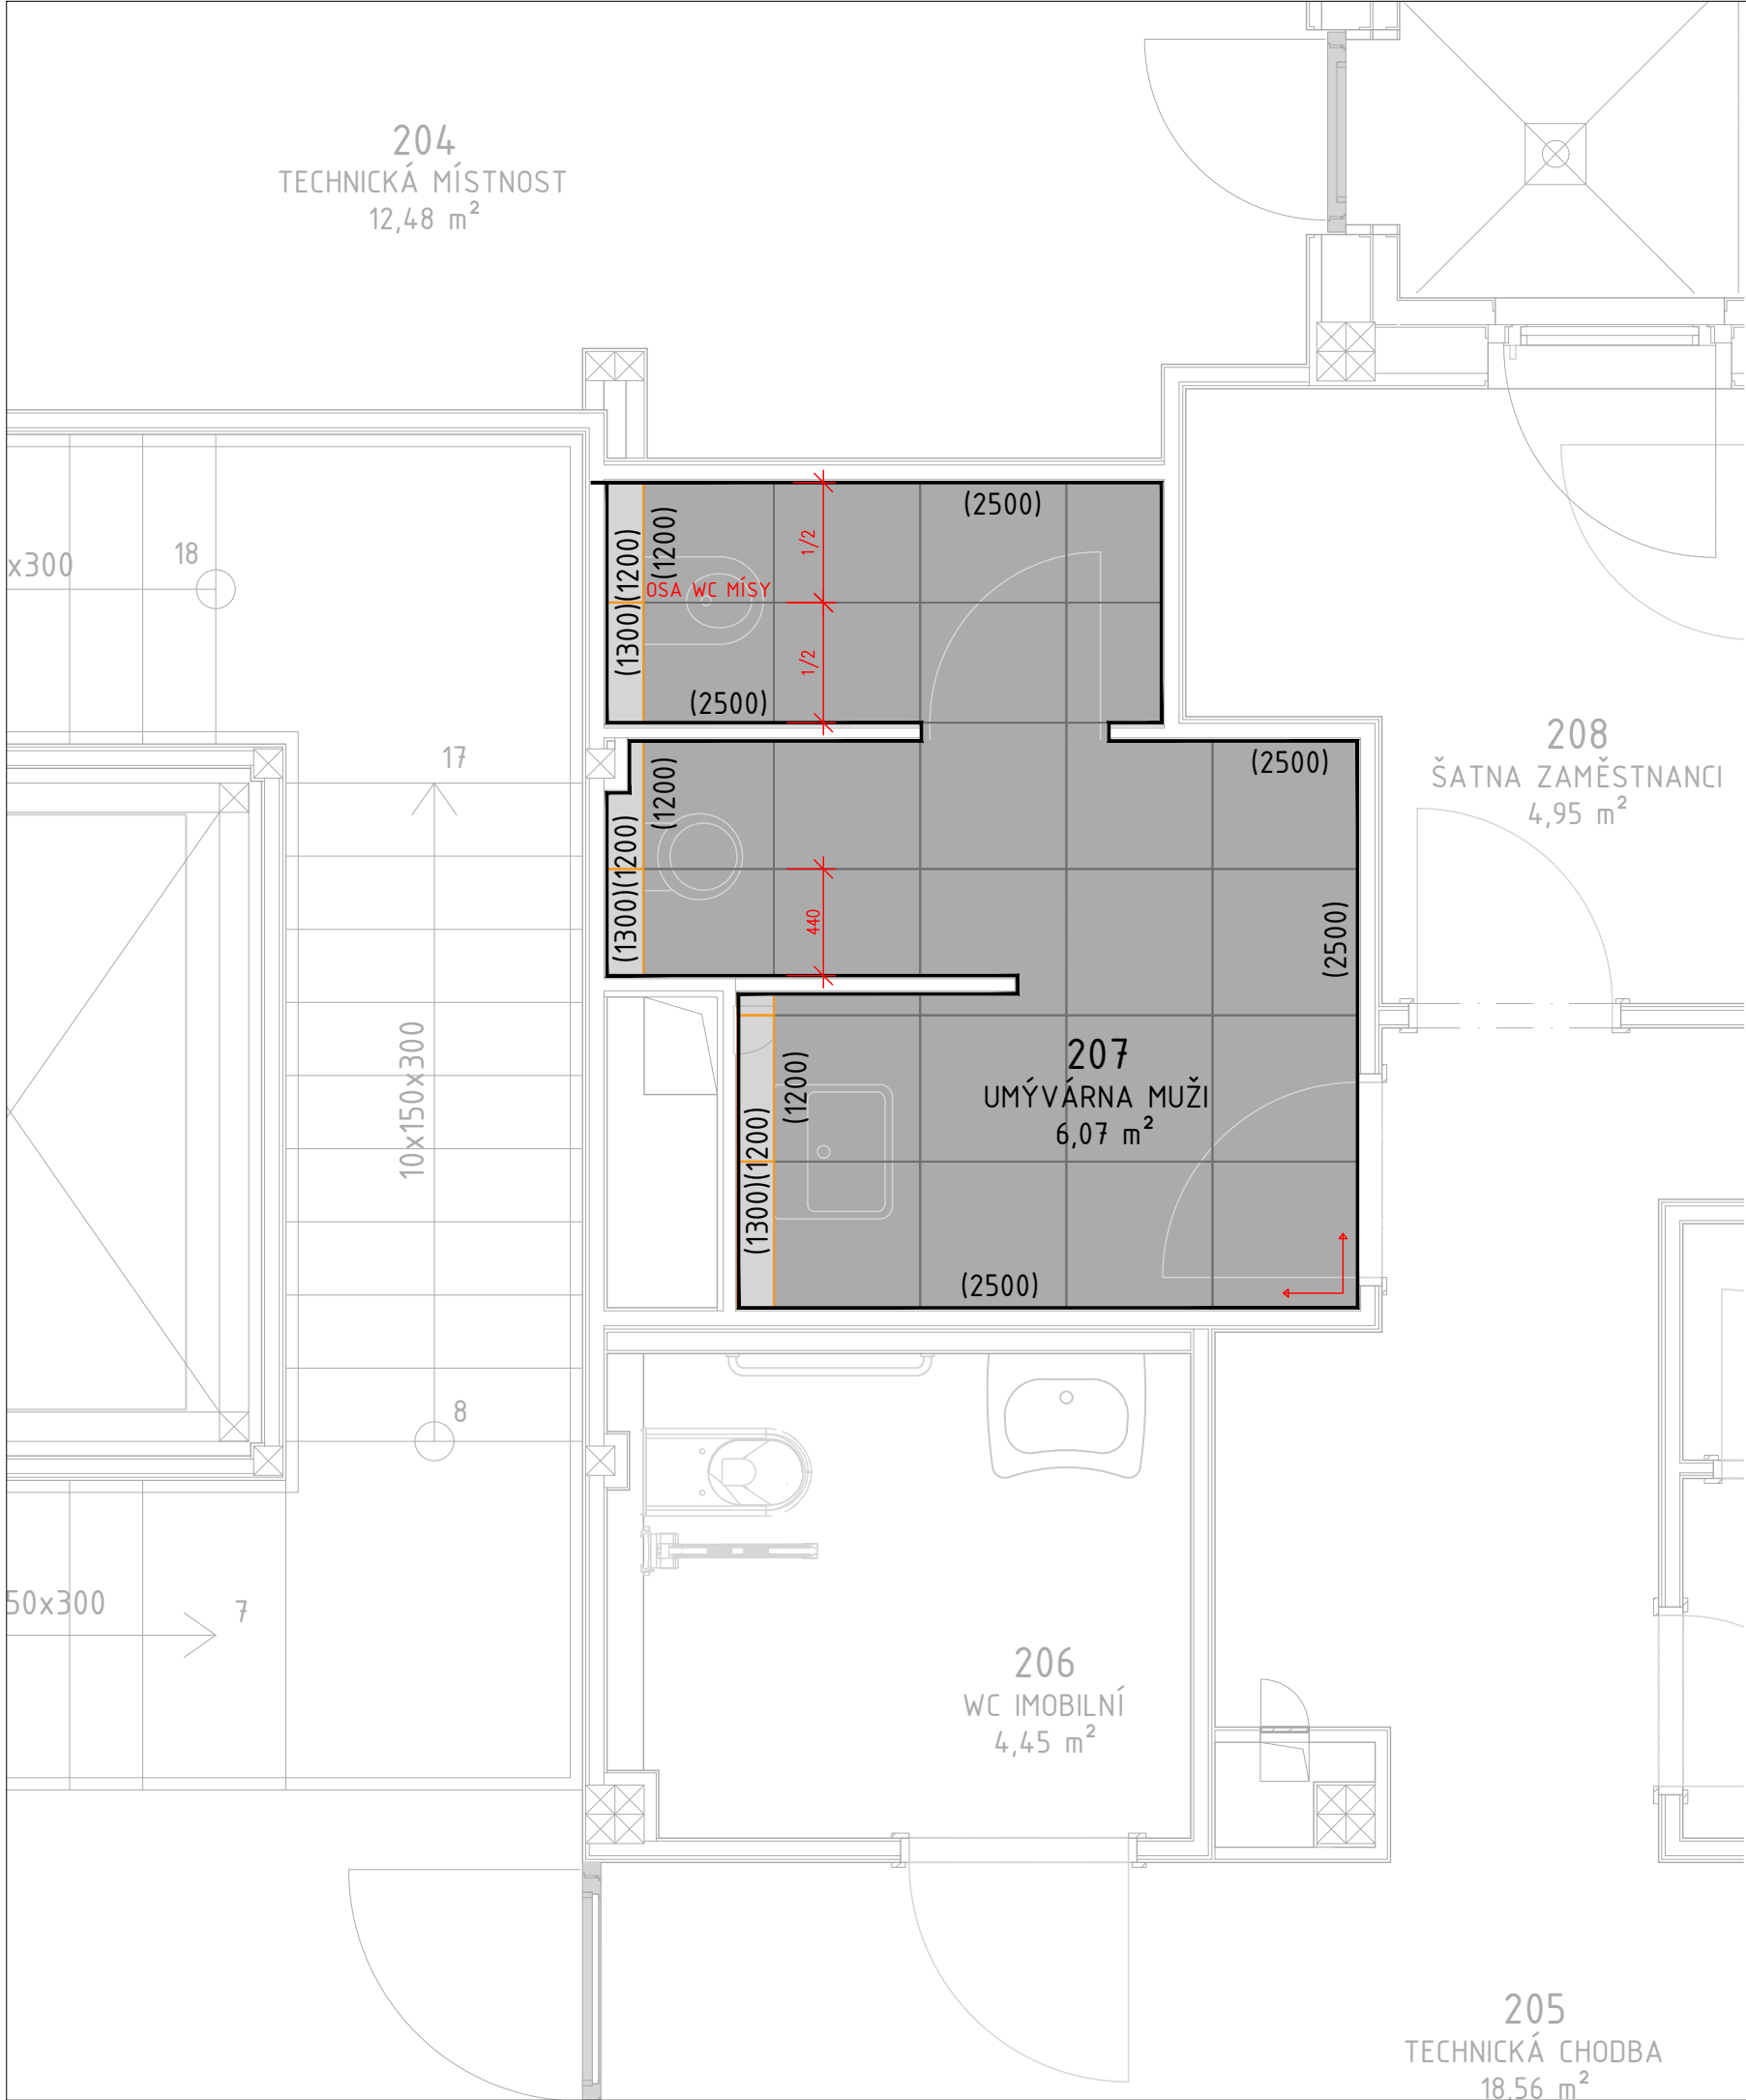 204
TECHNICKÁ MÍSTNOST
12,48 m²
(2500)
x300
18
(1300)(1200)
(1200)
1/2
OSA WC MÍSY
1/2
(2500)
17
(1200)
(2500)
208
ŠATNA ZAMĚSTNANCI
4,95 m²
(1300)(1200)
440
(2500)
10x150x300
(1200)
207
UMÝVÁRNA MUŽI
6,07 m²
(1300)(1200)
(2500)
8
50x300
7
206
WC IMOBILNÍ
4,45 m²
205
TECHNICKÁ CHODBA
18,56 m²